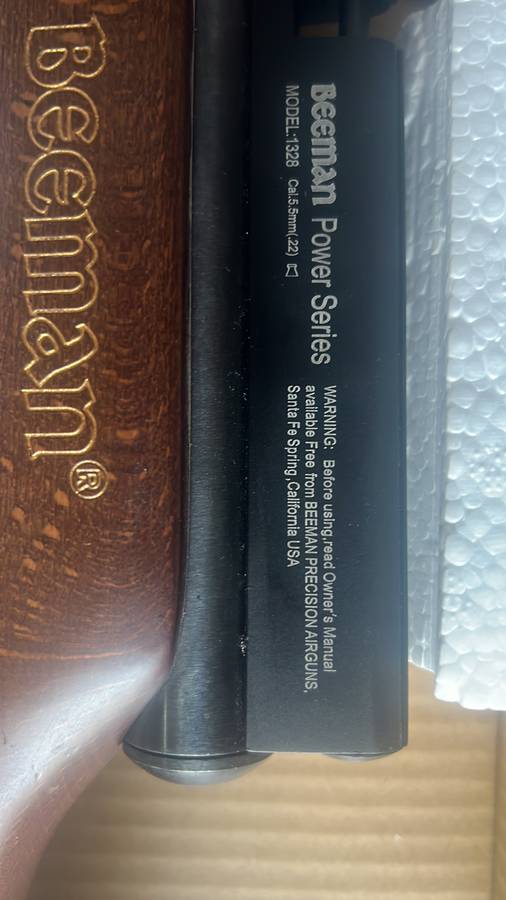 Beeman®
Beeman Power Series
MODEL:1328 Cal.5.5mm(.22)
WARNING: Before using,read Owner's Manual
available Free from BEEMAN PRECISION AIRGUNS,
Santa Fe Spring,California USA